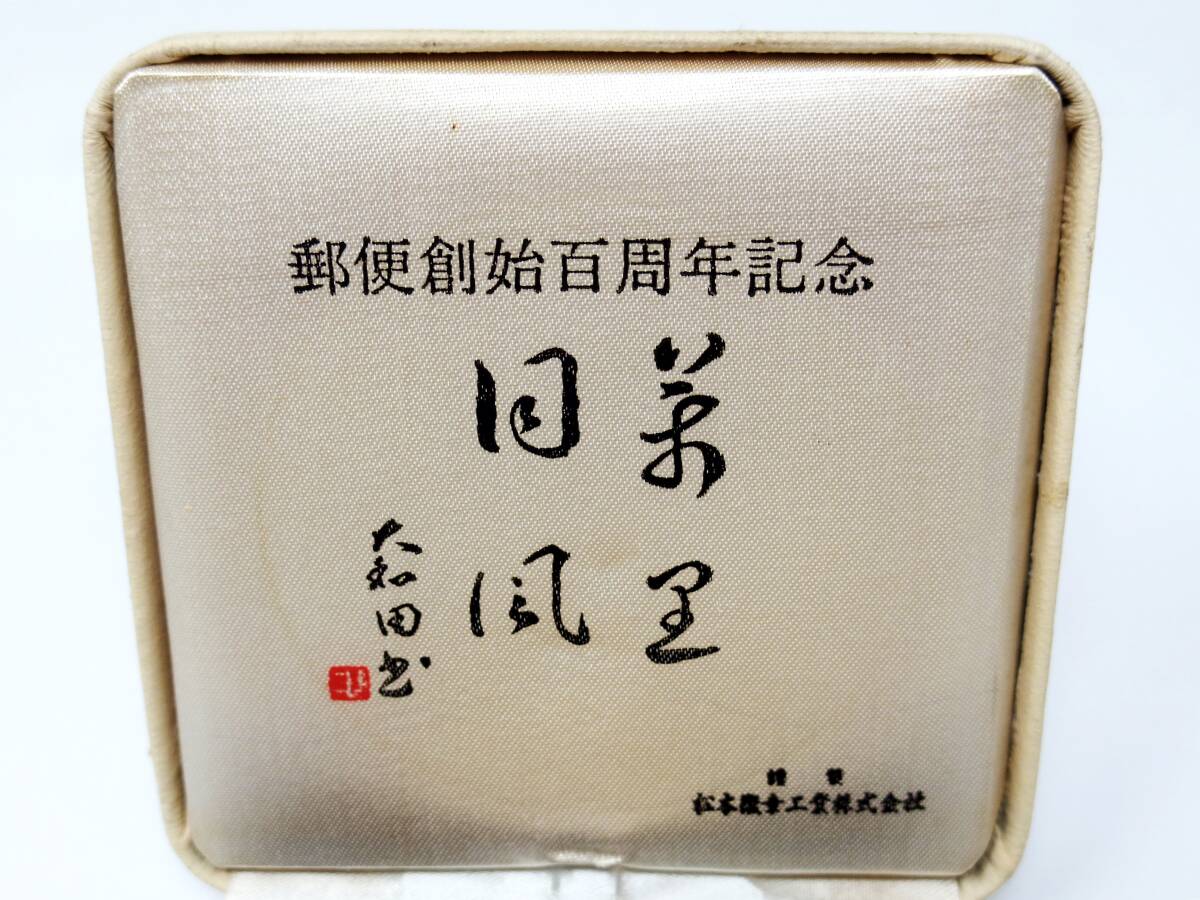 郵便創始百周年記念
萬里
同風
大和田書
謹製
松本徽章工業株式会社